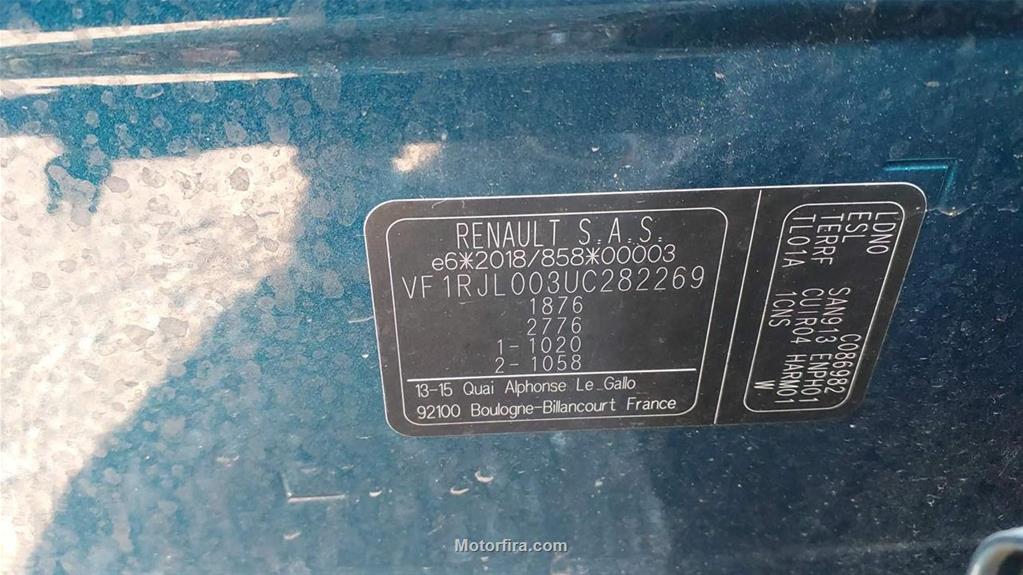 RENAULT S.A.S.
e6*2018/858*00003
VF1RJL003UC282269
1876
2776
1-1020
2-1058
13-15 Quai Alphonse Le Gallo
92100 Boulogne-Billancourt France
LDNO C086982
ESL SAN913 ENPH01
TERRF CUIR04 HARM01
TL01A 1CNS W
Motorfira.com